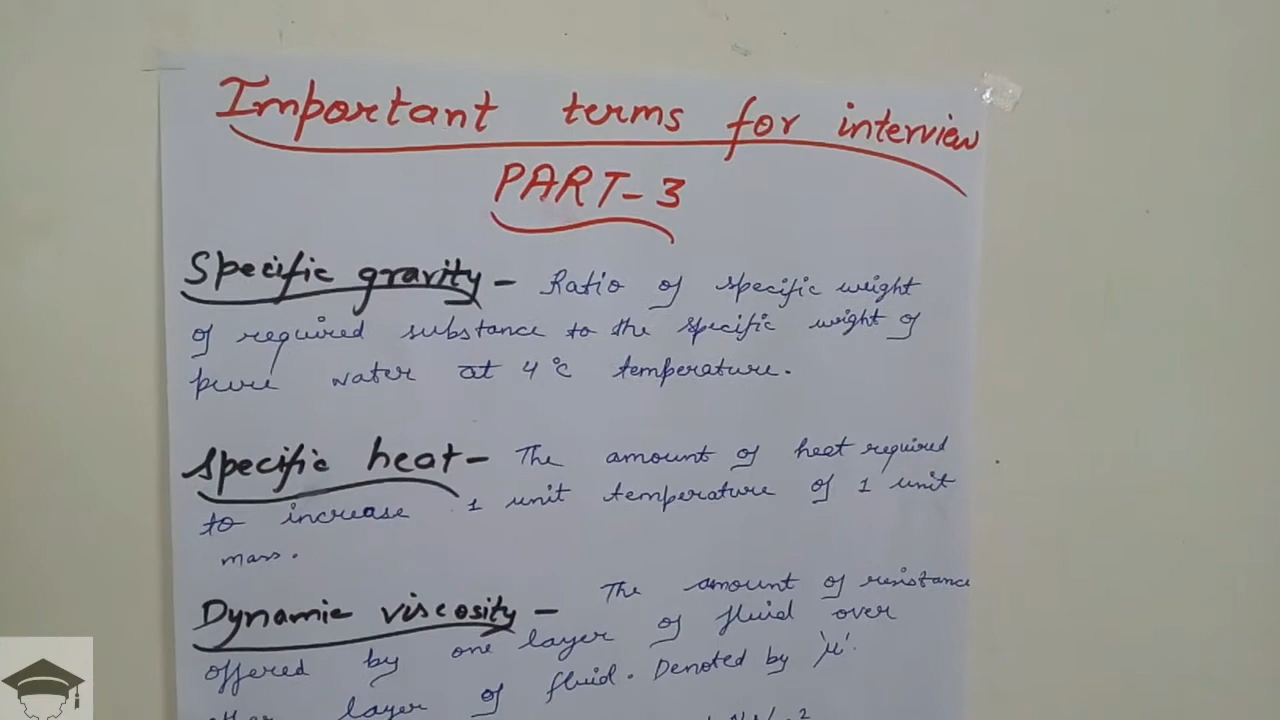 Important terms for interview
PART-3
Specific gravity - Ratio of specific weight
of required substance to the specific weight of
pure water at 4°C temperature.
Specific heat - The amount of heat required
to increase 1 unit temperature of 1 unit
mass.
Dynamic viscosity - The amount of resistance
offered by one layer of fluid over
layer of fluid. Denoted by 'μ'.